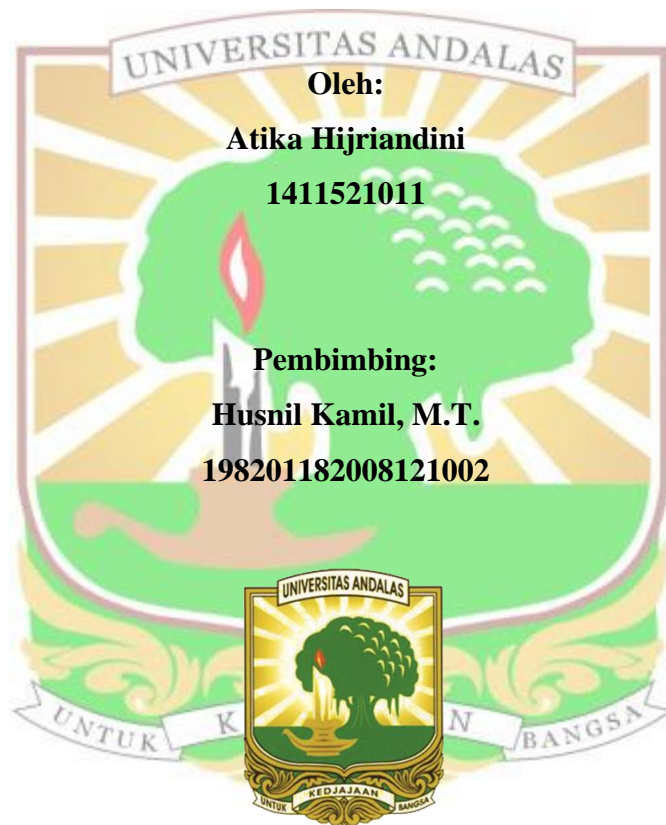 UNIVERSITAS ANDALAS
Oleh:
Atika Hijriandini
1411521011
Pembimbing:
Husnil Kamil, M.T.
198201182008121002
UNIVERSITAS ANDALAS
UNTUK K N BANGSA
UNTUK KEDJAJAAN BANGSA